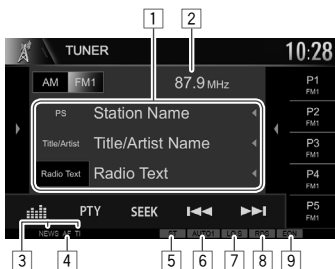 1 2
TUNER 10:28
AM FM1 87.9 MHz P1
FM1
PS Station Name P2
FM1
Title/Artist Title/Artist Name P3
FM1
Radio Text Radio Text P4
FM1
PTY SEEK P5
FM1
NEWS AF TI ST AUTO1 LO.S RDS EON
3 4 5 6 7 8 9